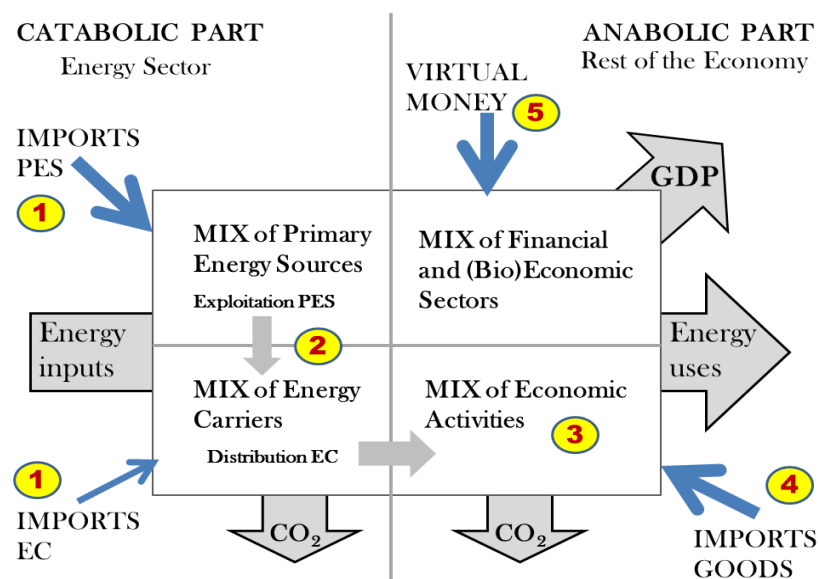 CATABOLIC PART
Energy Sector
ANABOLIC PART
Rest of the Economy
VIRTUAL
MONEY
5
IMPORTS
PES
1
GDP
MIX of Primary
Energy Sources
Exploitation PES
MIX of Financial
and (Bio)Economic
Sectors
Energy
inputs
2
Energy
uses
MIX of Energy
Carriers
Distribution EC
MIX of Economic
Activities
3
1
IMPORTS
EC
CO₂
CO₂
4
IMPORTS
GOODS